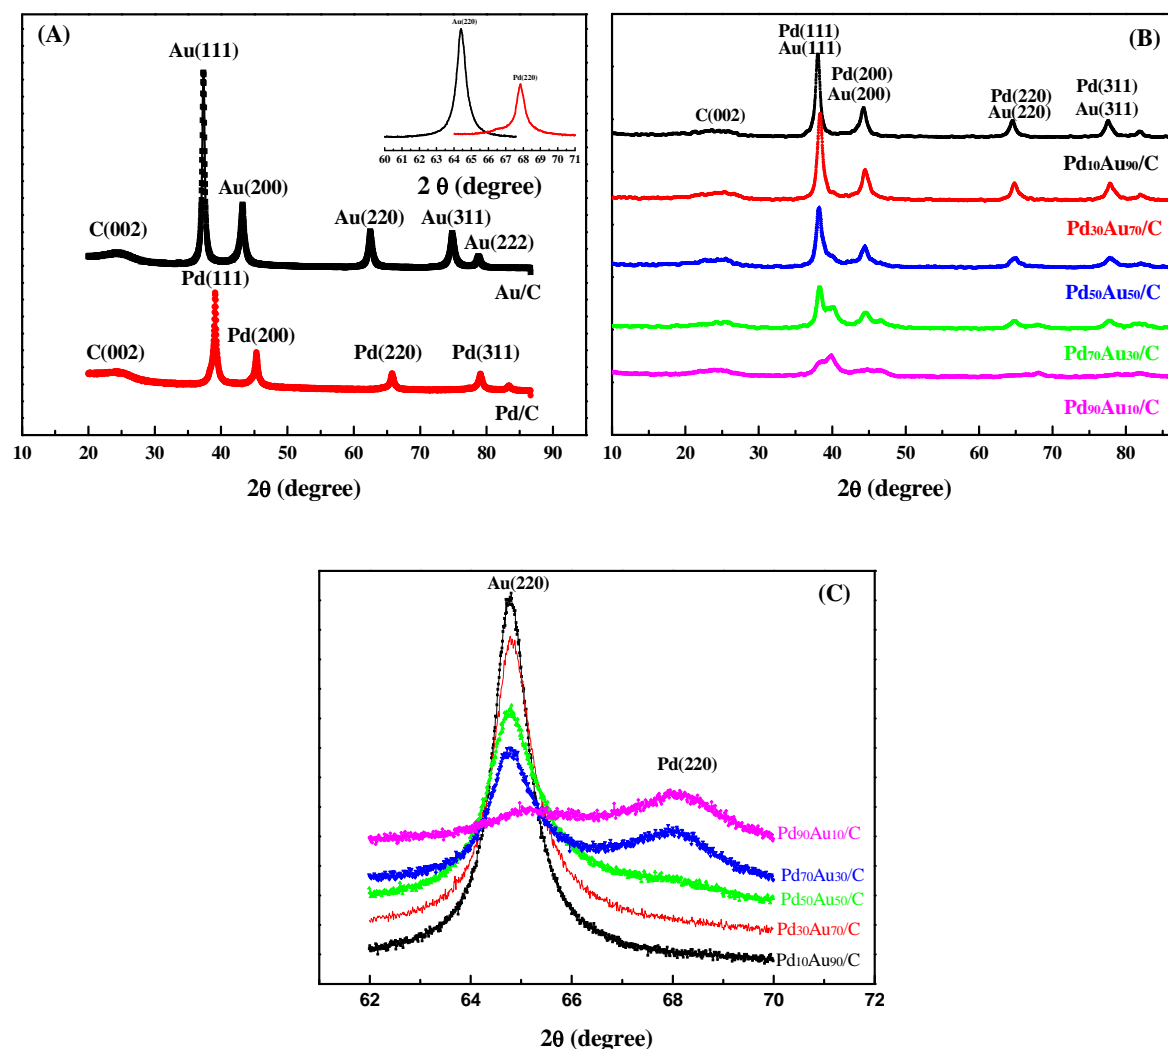 (A)
Au(111)
Au(200)
Au(220)
Au(311)
Au(222)
C(002)
Au/C
Pd(111)
Pd(200)
Pd(220)
Pd(311)
C(002)
Pd/C
10 20 30 40 50 60 70 80 90
2θ (degree)
Au(220)
Pd(220)
60 61 62 63 64 65 66 67 68 69 70 71
2 θ (degree)
(B)
Pd(111)
Au(111)
Pd(200)
Au(200)
Pd(220)
Au(220)
Pd(311)
Au(311)
C(002)
Pd10Au90/C
Pd30Au70/C
Pd50Au50/C
Pd70Au30/C
Pd90Au10/C
10 20 30 40 50 60 70 80
2θ (degree)
(C)
Au(220)
Pd(220)
Pd90Au10/C
Pd70Au30/C
Pd50Au50/C
Pd30Au70/C
Pd10Au90/C
62 64 66 68 70 72
2θ (degree)